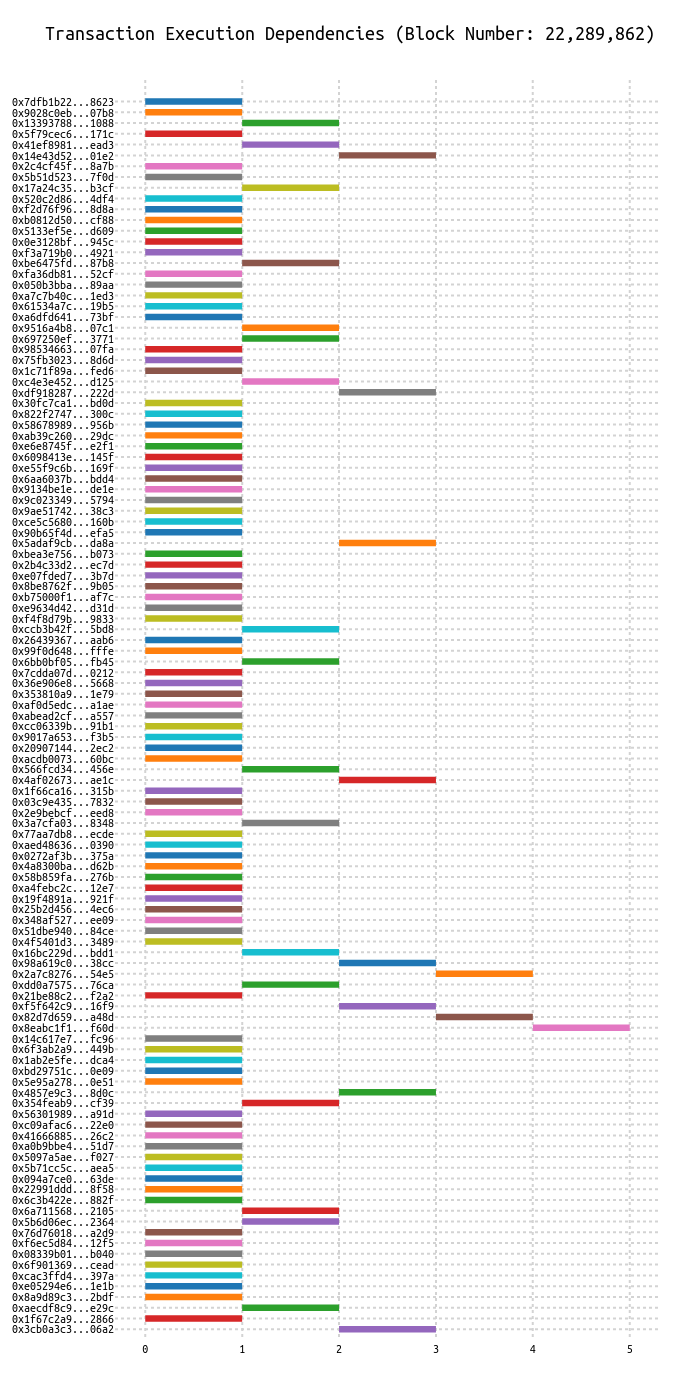 Transaction Execution Dependencies (Block Number: 22,289,862)
0x7dfb1b22...8623
0x9028c0eb...07b8
0x13393788...1088
0x5f79cec6...171c
0x41ef8981...ead3
0x14e43d52...01e2
0x2c4cf45f...8a7b
0x5b51d523...7f0d
0x17a24c35...b3cf
0x520c2d86...4df4
0xf2d76f96...8d8a
0xb0812d50...cf88
0x5133ef5e...d609
0x0e3128bf...945c
0xf3a719b0...4921
0xbe6475fd...87b8
0xfa36db81...52cf
0x050b3bba...89aa
0xa7c7b40c...1ed3
0x61534a7c...19b5
0xa6dfd641...73bf
0x9516a4b8...07c1
0x697250ef...3771
0x98534663...07fa
0x75fb3023...8d6d
0x1c71f89a...fed6
0xc4e3e452...d125
0xdf918287...222d
0x30fc7ca1...bd0d
0x822f2747...300c
0x58678989...956b
0xab39c260...29dc
0xe6e8745f...e2f1
0x6098413e...145f
0xe55f9c6b...169f
0x6aa6037b...bdd4
0x9134be1e...de1e
0x9c023349...5794
0x9ae51742...38c3
0xce5c5680...160b
0x90b65f4d...efa5
0x5adaf9cb...da8a
0xbea3e756...b073
0x2b4c33d2...ec7d
0xe07fded7...3b7d
0x8be8762f...9b05
0xb75000f1...af7c
0xe9634d42...d31d
0xf4f8d79b...9833
0xccb3b42f...5bd8
0x26439367...aab6
0x99f0d648...fffe
0x6bb0bf05...fb45
0x7cdda07d...0212
0x36e906e8...5668
0x353810a9...1e79
0xaf0d5edc...a1ae
0xabead2cf...a557
0xcc06339b...91b1
0x9017a653...f3b5
0x20907144...2ec2
0xacdb0073...60bc
0x566fcd34...456e
0x4af02673...ae1c
0x1f66ca16...315b
0x03c9e435...7832
0x2e9bebcf...eed8
0x3a7cfa03...8348
0x77aa7db8...ecde
0xaed48636...0390
0x0272af3b...375a
0x4a8300ba...d62b
0x58b859fa...276b
0xa4febc2c...12e7
0x19f4891a...921f
0x25b2d456...4ec6
0x348af527...ee09
0x51dbe940...84ce
0x4f5401d3...3489
0x16bc229d...bdd1
0x98a619c0...38cc
0x2a7c8276...54e5
0xdd0a7575...76ca
0x21be88c2...f2a2
0xf5f642c9...16f9
0x82d7d659...a48d
0x8eabc1f1...f60d
0x14c617e7...fc96
0x6f3ab2a9...449b
0x1ab2e5fe...dca4
0xbd29751c...0e09
0x5e95a278...0e51
0x4857e9c3...8d0c
0x354feab9...cf39
0x56301989...a91d
0xc09afac6...22e0
0x41666885...26c2
0xa0b9bbe4...51d7
0x5097a5ae...f027
0x5b71cc5c...aea5
0x094a7ce0...63de
0x22991ddd...8f58
0x6c3b422e...882f
0x6a711568...2105
0x5b6d06ec...2364
0x76d76018...a2d9
0xf6ec5d84...12f5
0x08339b01...b040
0x6f901369...cead
0xcac3ffd4...397a
0xe05294e6...1e1b
0x8a9d89c3...2bdf
0xaecdf8c9...e29c
0x1f67c2a9...2866
0x3cb0a3c3...06a2
0 1 2 3 4 5